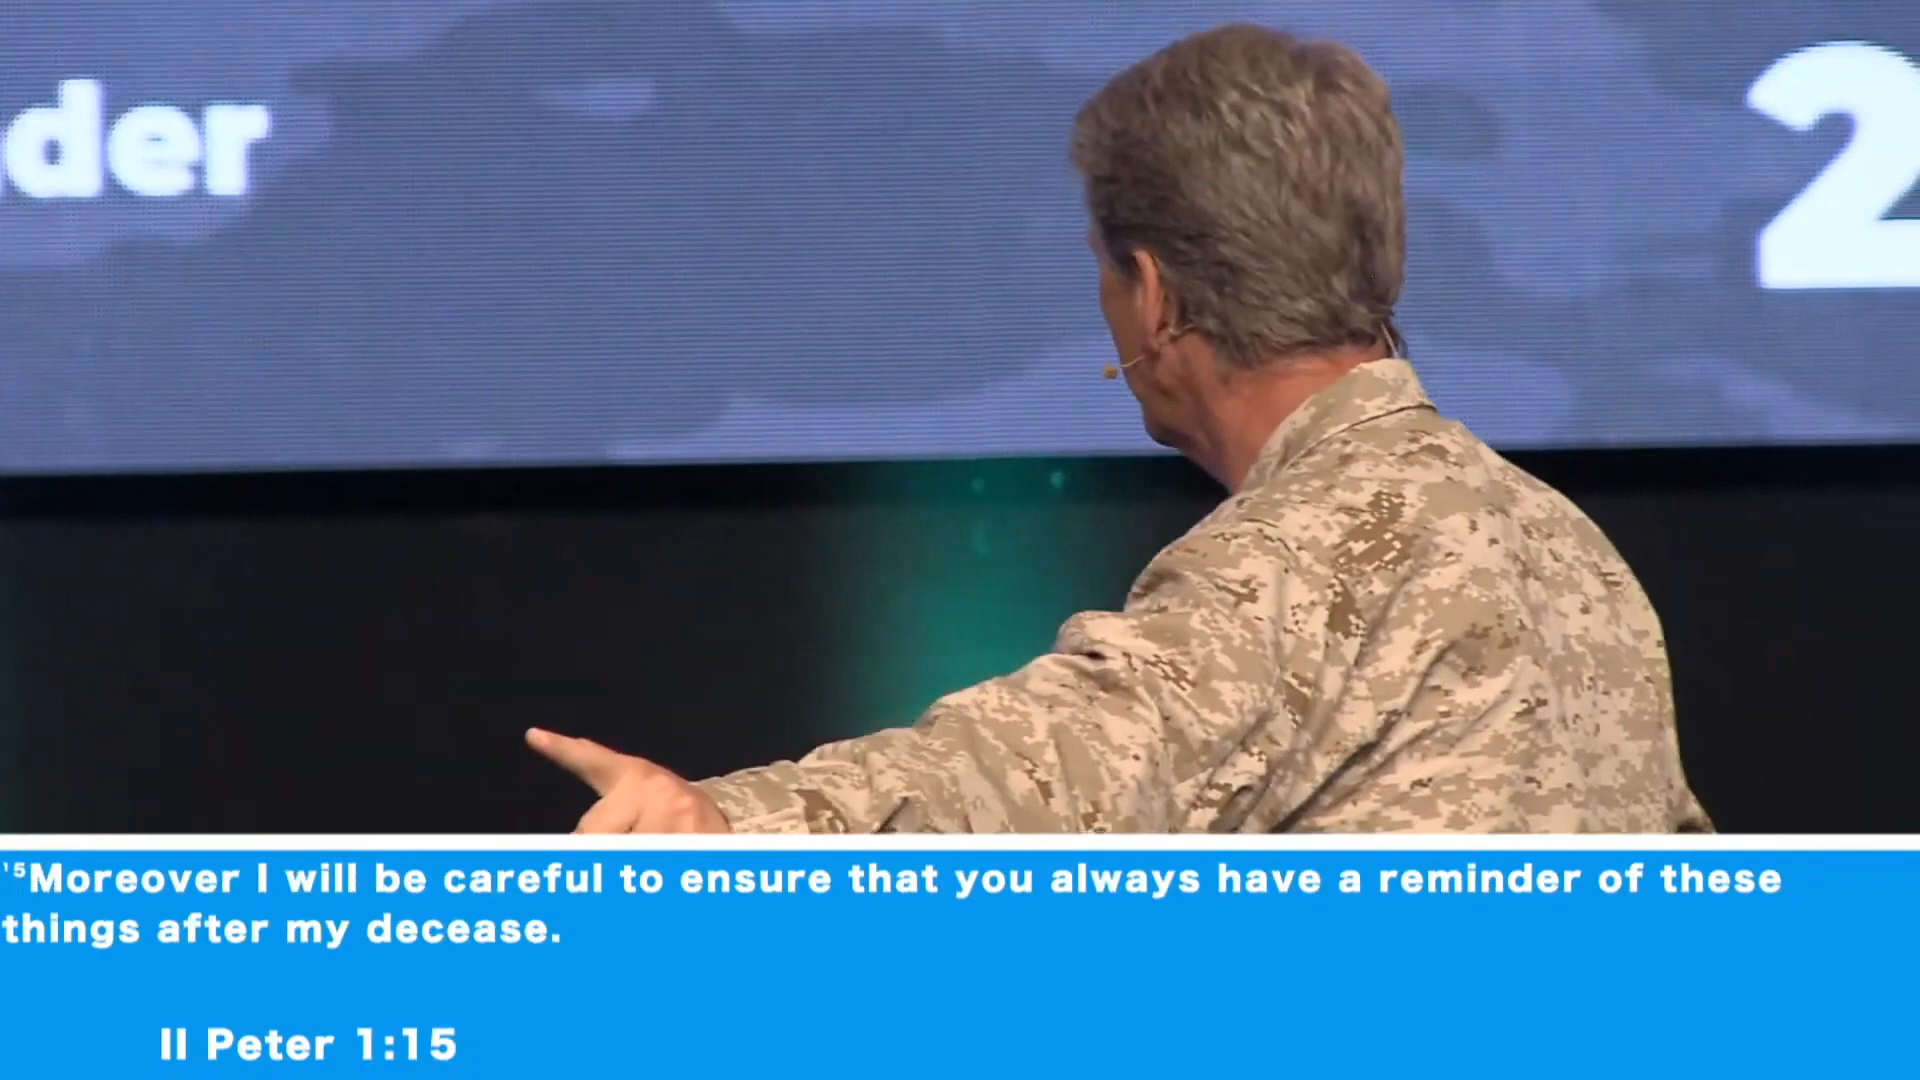 der
2
¹⁵Moreover I will be careful to ensure that you always have a reminder of these
things after my decease.
II Peter 1:15